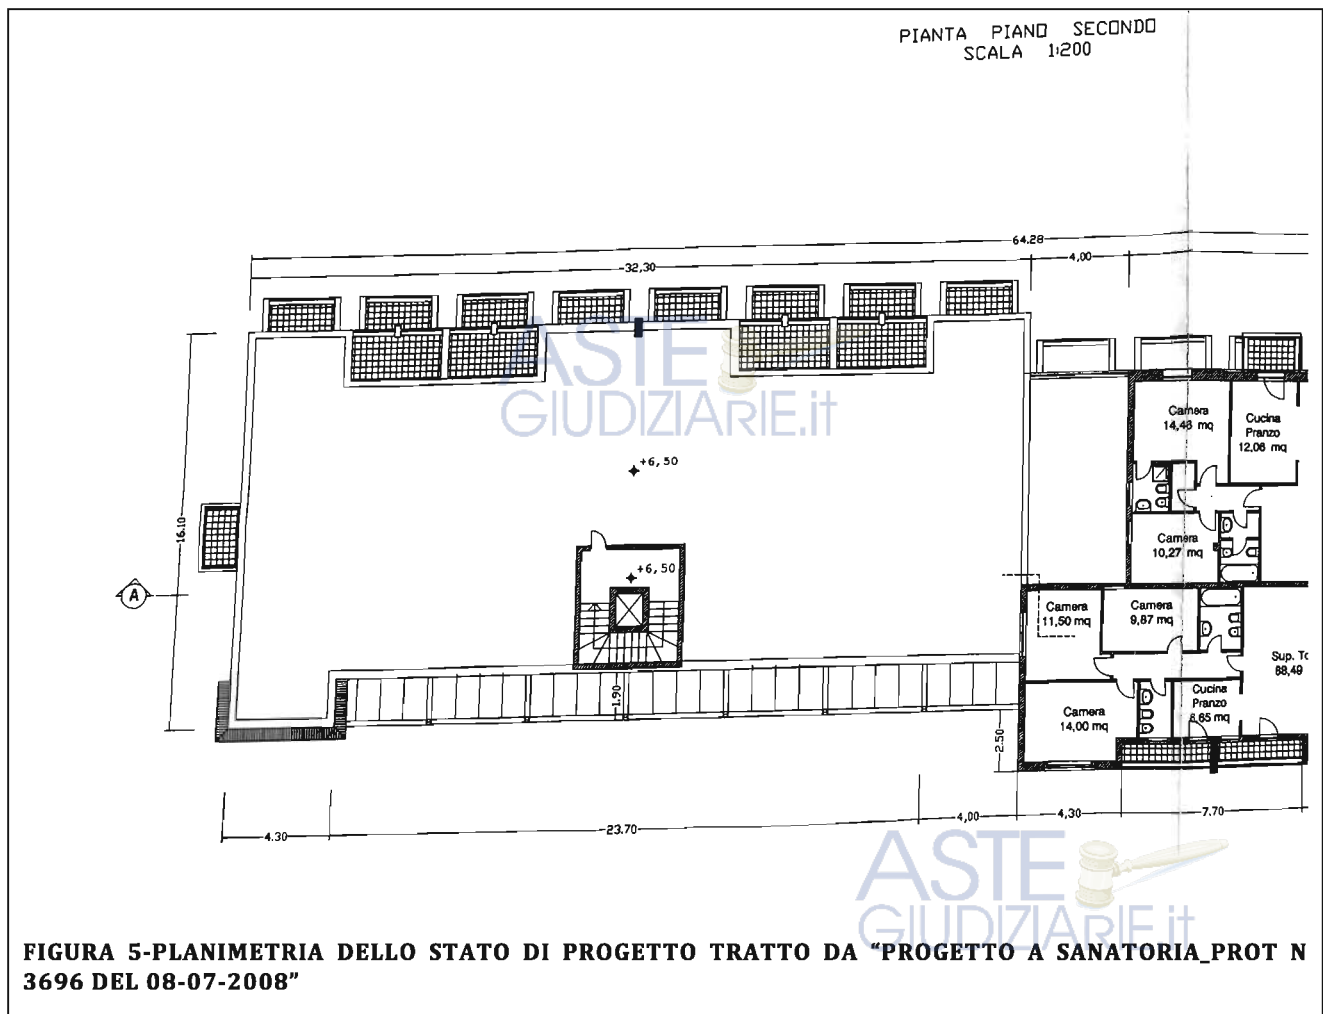 PIANTA PIANO SECONDO
SCALA 1:200
64.28
32,30
4,00
ASTE
GIUDIZIARIE.it
Camera
14,46 mq
Cucina
Pranzo
12,06 mq
+6,50
16.10
Camera
10,27 mq
+6,50
A
Camera
11,50 mq
Camera
9,87 mq
Sup. To
88,49
1.90
Camera
14,00 mq
Cucina
Pranzo
8,65 mq
2.50
4.30
23.70
4,00
4,30
7.70
ASTE
GIUDIZIARIE.it
FIGURA 5-PLANIMETRIA DELLO STATO DI PROGETTO TRATTO DA “PROGETTO A SANATORIA_PROT N
3696 DEL 08-07-2008”